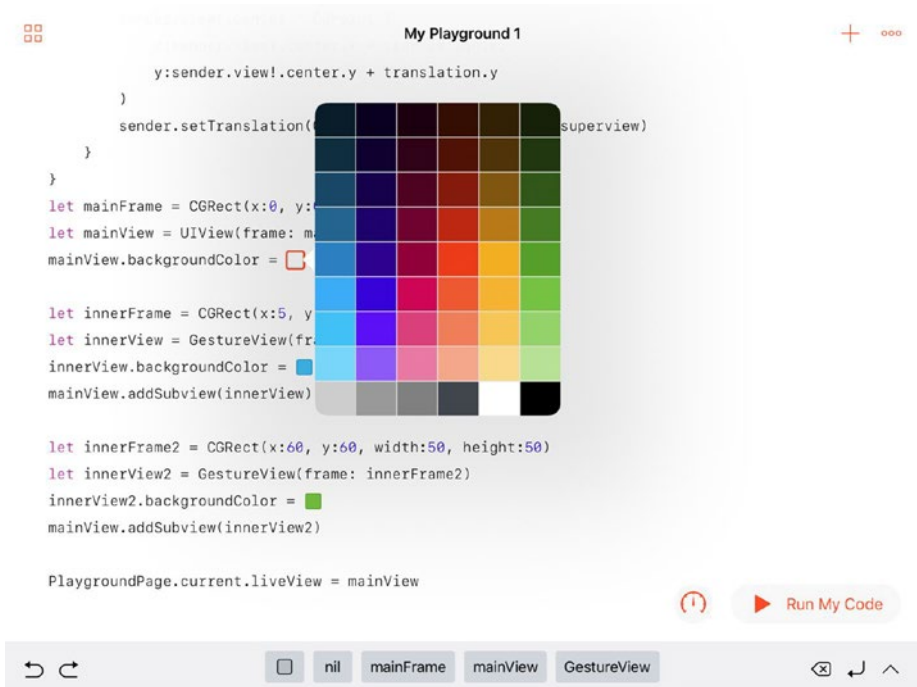 My Playground 1
y:sender.view!.center.y + translation.y
)
sender.setTranslation( superview)
}
}
let mainFrame = CGRect(x:0, y:
let mainView = UIView(frame:
mainView.backgroundColor =
let innerFrame = CGRect(x:5, y
let innerView = GestureView(
innerView.backgroundColor =
mainView.addSubview(innerView)
let innerFrame2 = CGRect(x:60, y:60, width:50, height:50)
let innerView2 = GestureView(frame: innerFrame2)
innerView2.backgroundColor =
mainView.addSubview(innerView2)
PlaygroundPage.current.liveView = mainView
Run My Code
nil mainFrame mainView GestureView